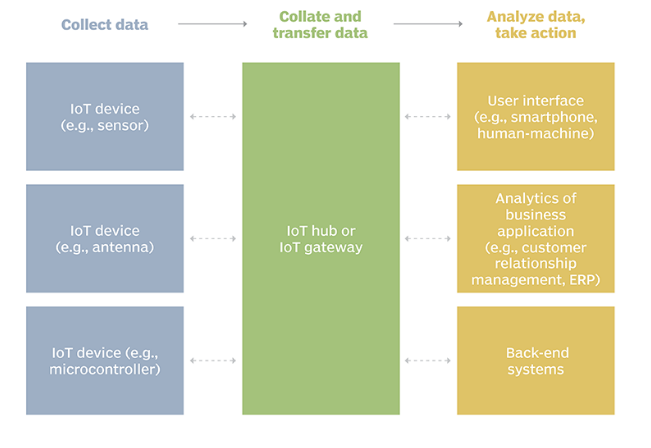 Collect data
Collate and
transfer data
Analyze data,
take action
IoT device
(e.g., sensor)
IoT device
(e.g., antenna)
IoT device (e.g.,
microcontroller)
IoT hub or
IoT gateway
User interface
(e.g., smartphone,
human-machine)
Analytics of
business
application
(e.g., customer
relationship
management, ERP)
Back-end
systems